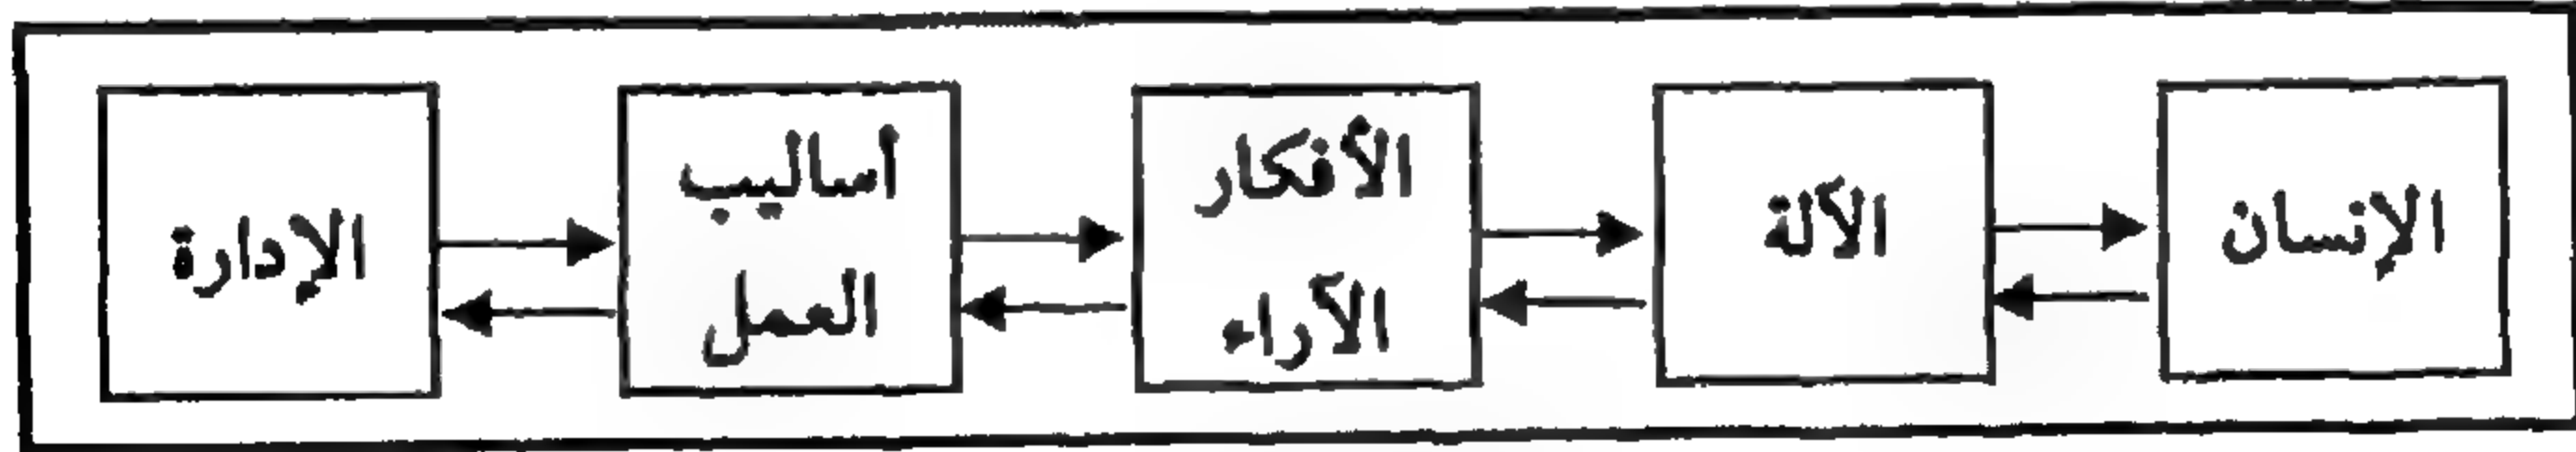 الإنسان
الآلة
الأفكار
الآراء
أساليب
العمل
الإدارة